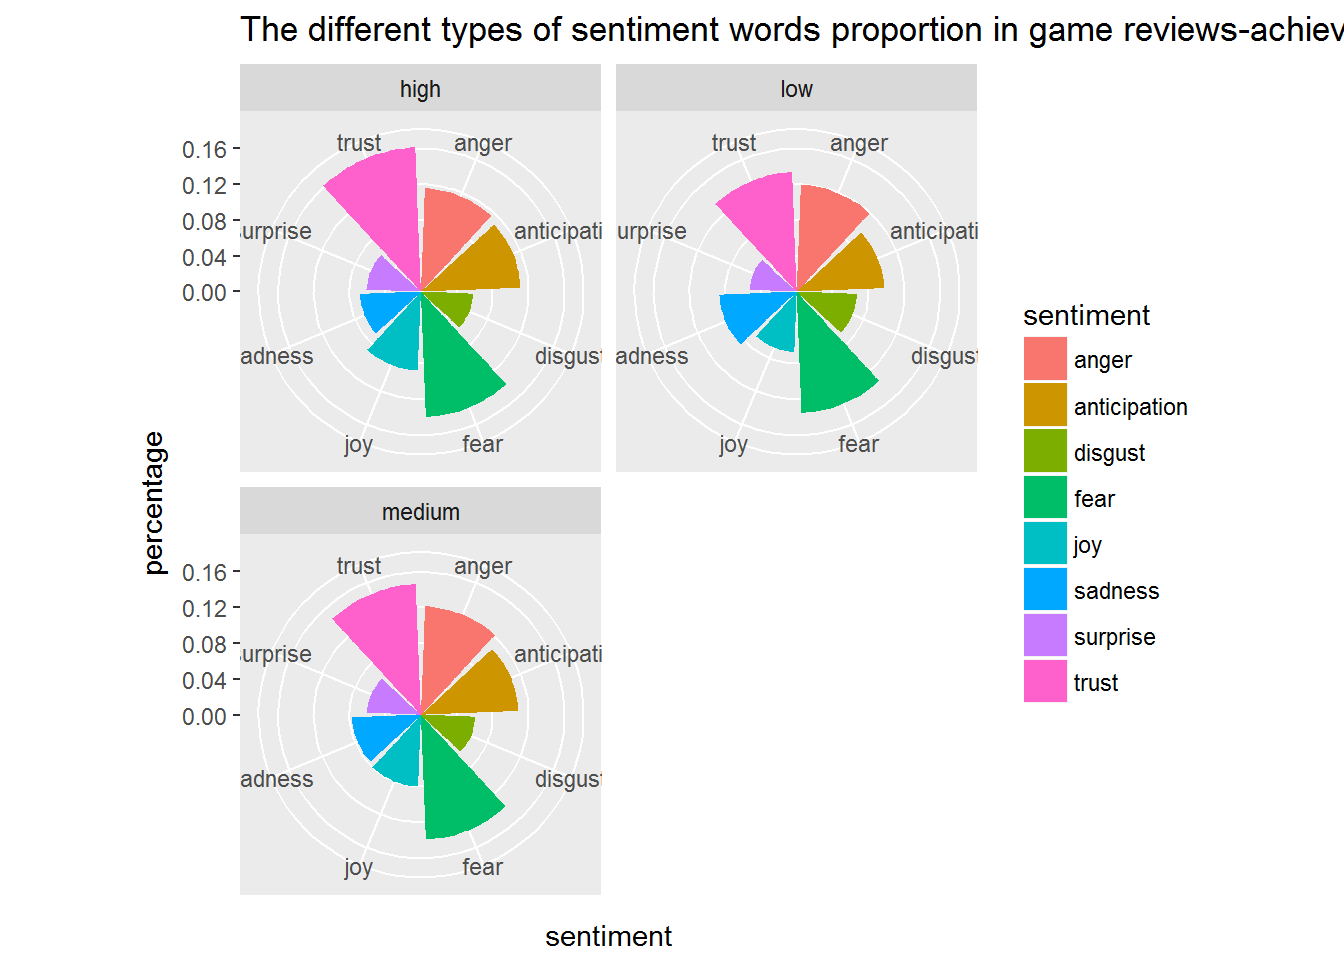 The different types of sentiment words proportion in game reviews-achiev
high
low
trust
anger
urprise
anticipati
adness
disgust
joy
fear
trust
anger
urprise
anticipati
adness
disgust
joy
fear
0.16
0.12
0.08
0.04
0.00
medium
trust
anger
urprise
anticipati
adness
disgust
joy
fear
0.16
0.12
0.08
0.04
0.00
percentage
sentiment
sentiment
anger
anticipation
disgust
fear
joy
sadness
surprise
trust